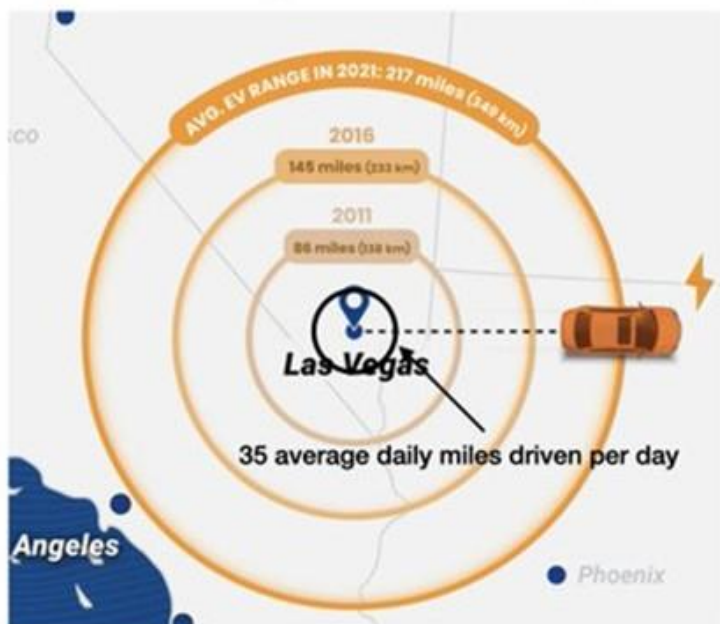 AVG. EV RANGE IN 2021: 217 miles (349 km)
sco
2016
145 miles (233 km)
2011
86 miles (138 km)
Las Vegas
35 average daily miles driven per day
Angeles
Phoenix